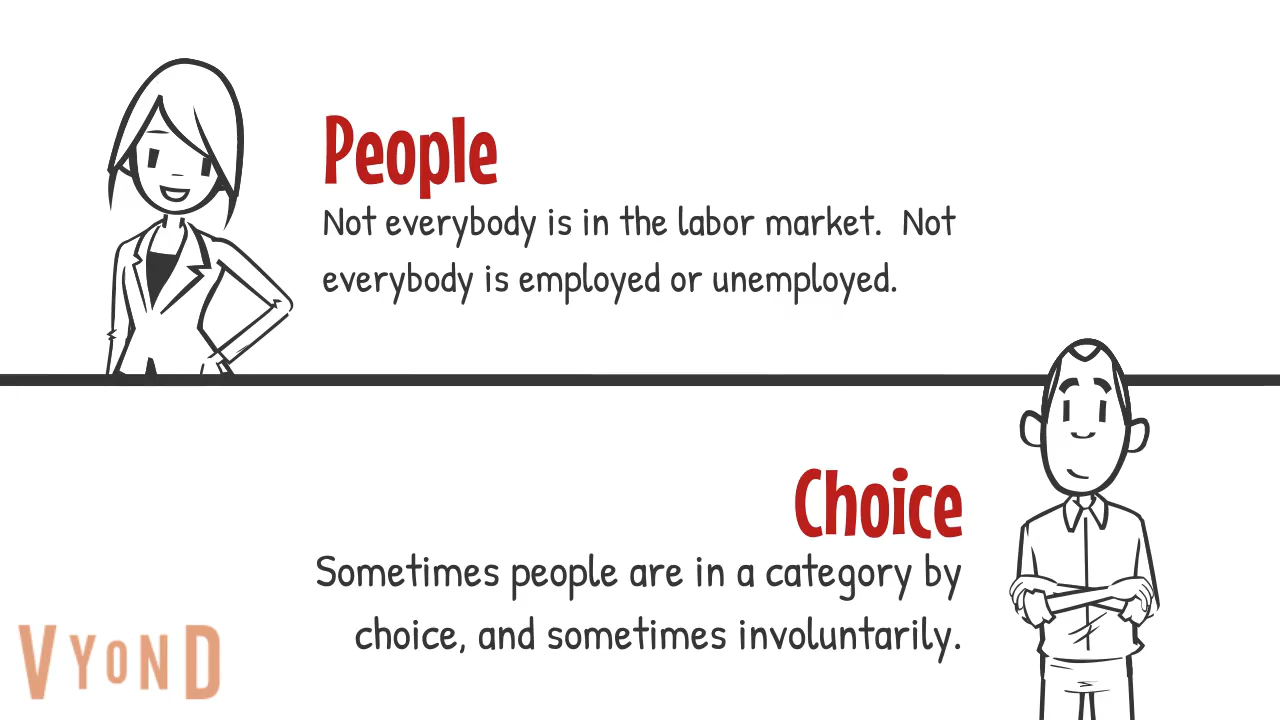 People
Not everybody is in the labor market.  Not
everybody is employed or unemployed.
Choice
Sometimes people are in a category by
choice, and sometimes involuntarily.
VYOND